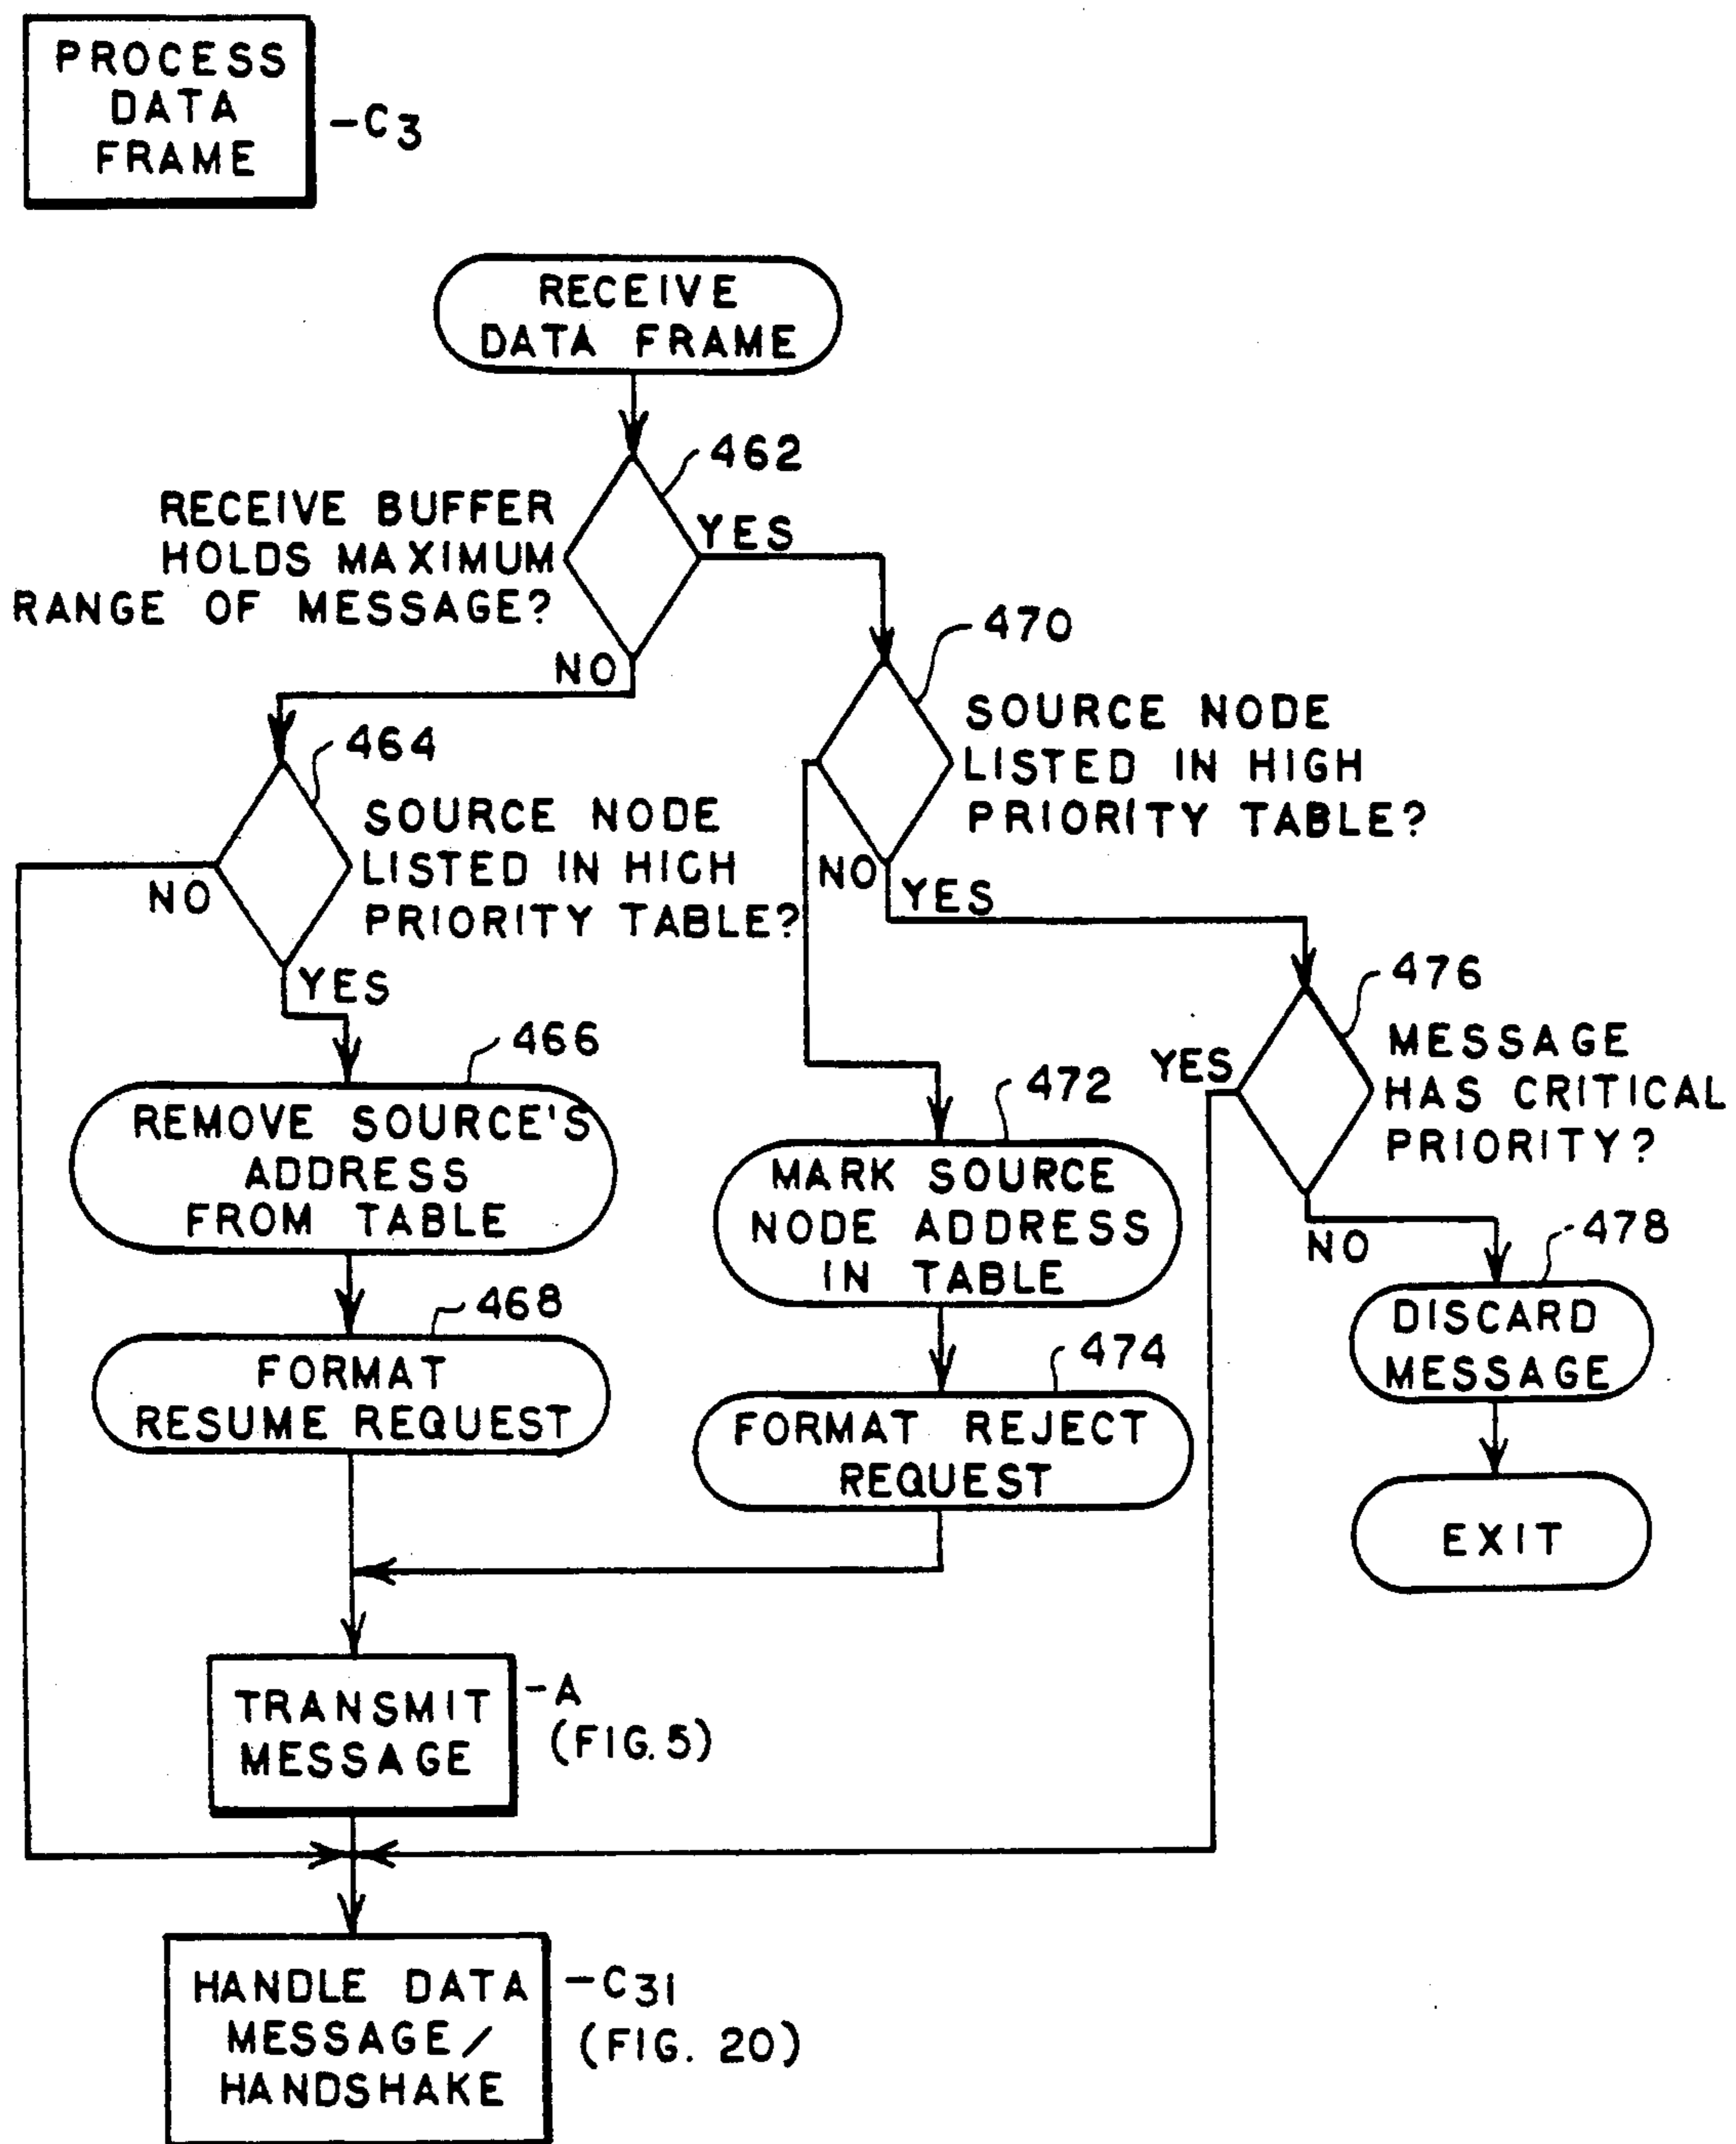 PROCESS
DATA
FRAME
-C3
RECEIVE
DATA FRAME
462
RECEIVE BUFFER
HOLDS MAXIMUM
RANGE OF MESSAGE?
YES
NO
470
SOURCE NODE
LISTED IN HIGH
PRIORITY TABLE?
NO
YES
464
SOURCE NODE
LISTED IN HIGH
PRIORITY TABLE?
NO
YES
476
MESSAGE
HAS CRITICAL
PRIORITY?
YES
NO
466
REMOVE SOURCE'S
ADDRESS
FROM TABLE
472
MARK SOURCE
NODE ADDRESS
IN TABLE
478
DISCARD
MESSAGE
468
FORMAT
RESUME REQUEST
474
FORMAT REJECT
REQUEST
EXIT
TRANSMIT
MESSAGE
-A
(FIG. 5)
HANDLE DATA
MESSAGE/
HANDSHAKE
-C31
(FIG. 20)